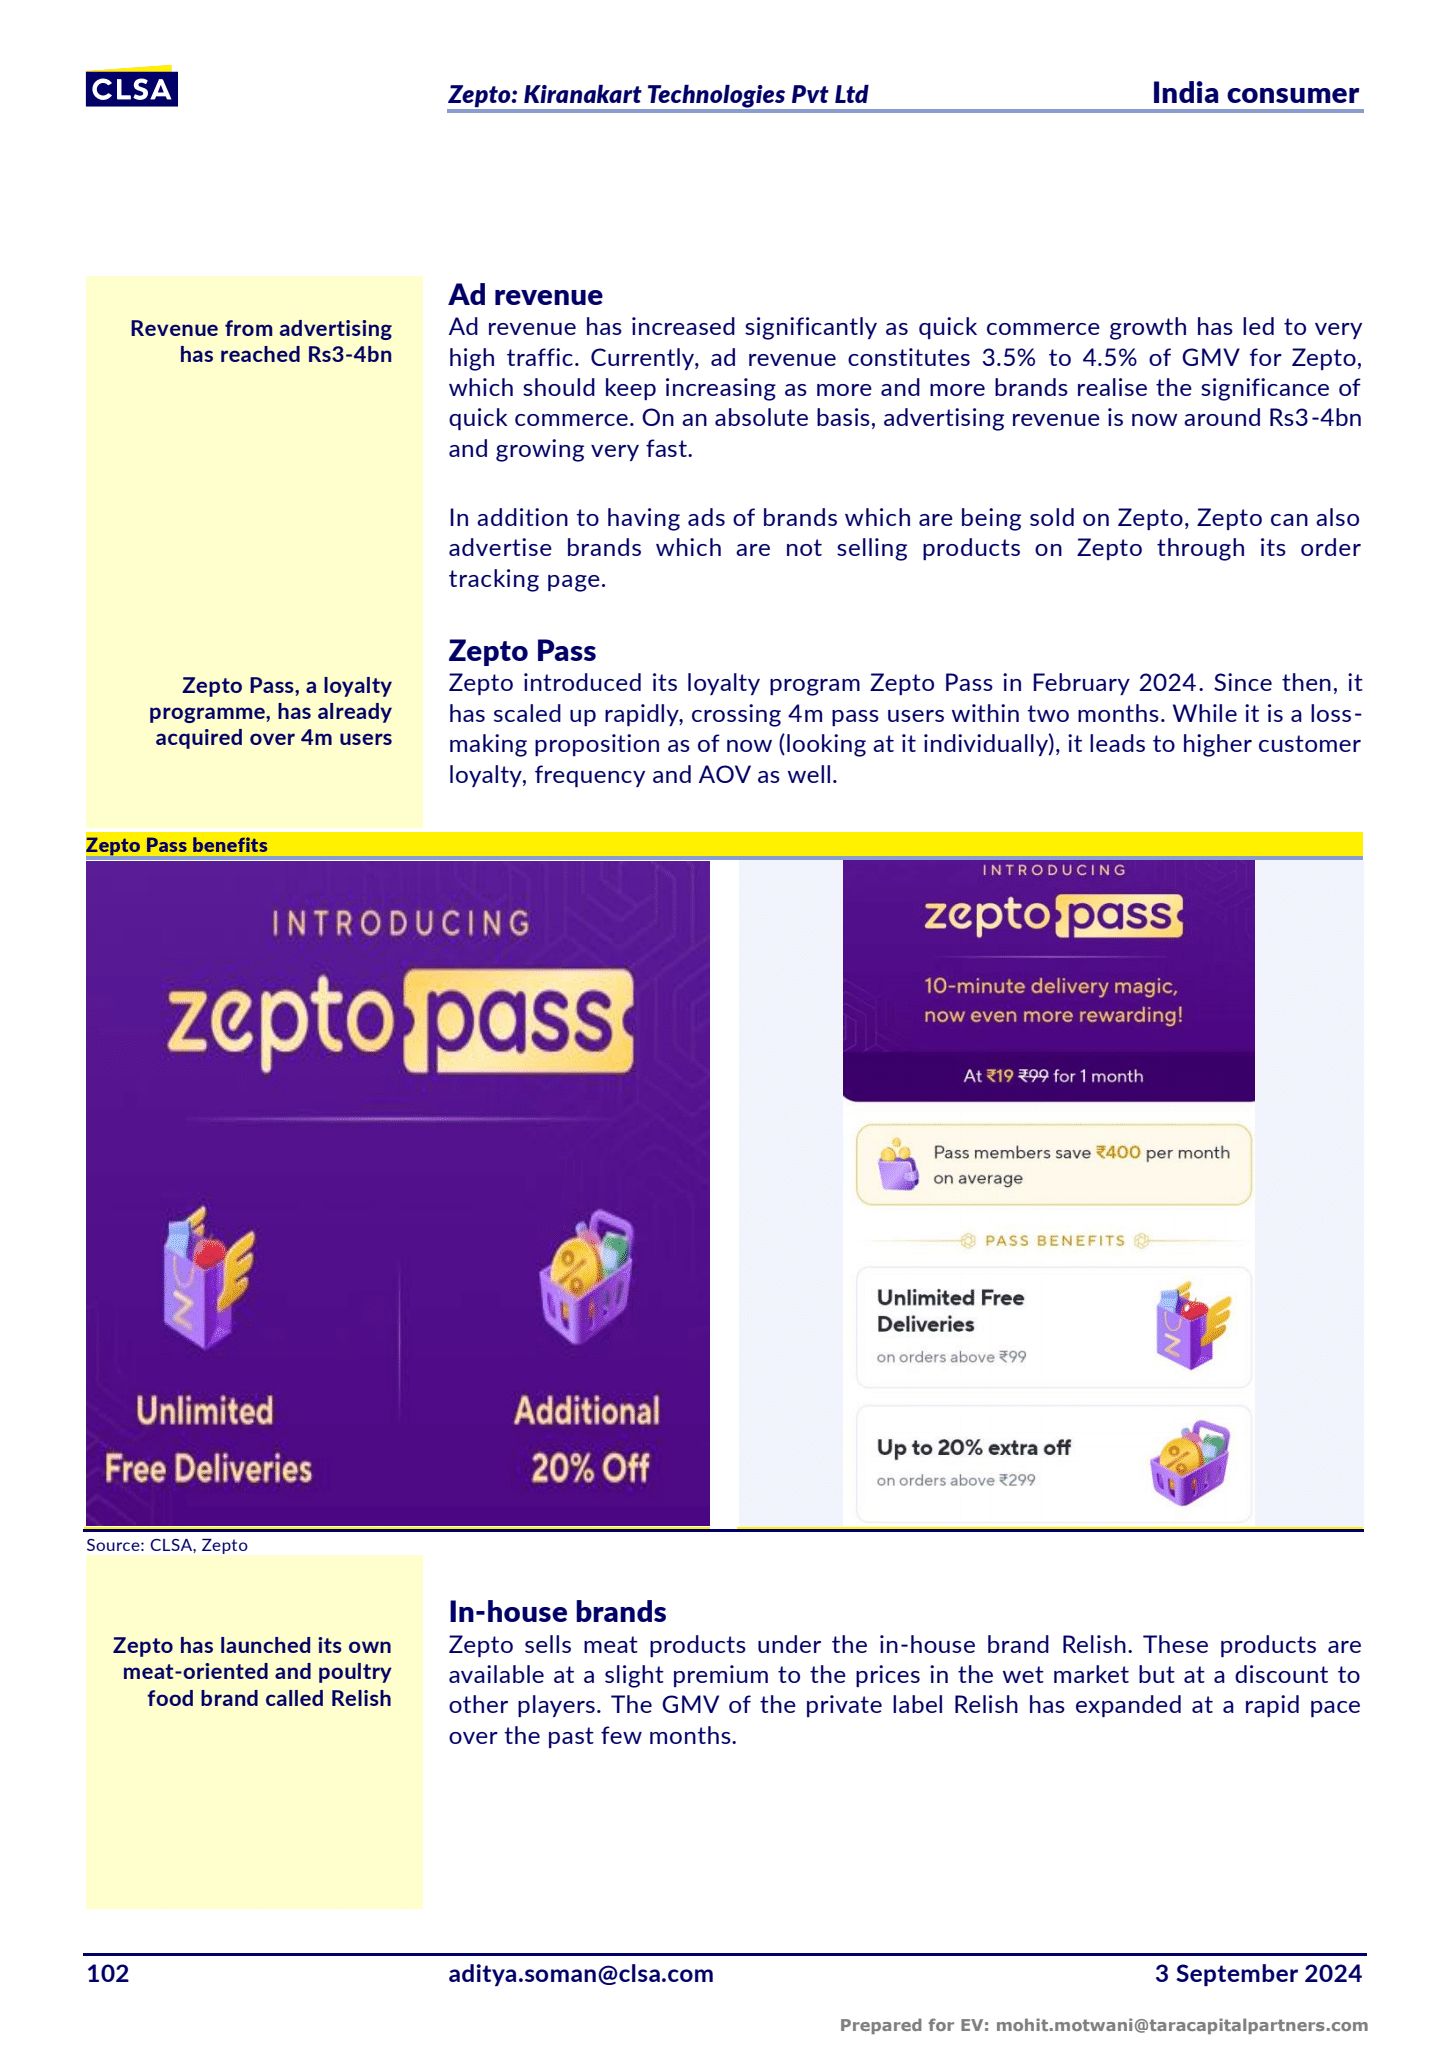 CLSA
Zepto: Kiranakart Technologies Pvt Ltd
India consumer
Revenue from advertising
has reached Rs3-4bn
Ad revenue
Ad revenue has increased significantly as quick commerce growth has led to very
high traffic. Currently, ad revenue constitutes 3.5% to 4.5% of GMV for Zepto,
which should keep increasing as more and more brands realise the significance of
quick commerce. On an absolute basis, advertising revenue is now around Rs3-4bn
and growing very fast.
In addition to having ads of brands which are being sold on Zepto, Zepto can also
advertise brands which are not selling products on Zepto through its order
tracking page.
Zepto Pass, a loyalty
programme, has already
acquired over 4m users
Zepto Pass
Zepto introduced its loyalty program Zepto Pass in February 2024. Since then, it
has scaled up rapidly, crossing 4m pass users within two months. While it is a loss-
making proposition as of now (looking at it individually), it leads to higher customer
loyalty, frequency and AOV as well.
Zepto Pass benefits
INTRODUCING
zepto pass
Unlimited
Free Deliveries
Additional
20% Off
INTRODUCING
zepto pass
10-minute delivery magic,
now even more rewarding!
At ₹19 ₹99 for 1 month
Pass members save ₹400 per month
on average
PASS BENEFITS
Unlimited Free
Deliveries
on orders above ₹99
Up to 20% extra off
on orders above ₹299
Source: CLSA, Zepto
Zepto has launched its own
meat-oriented and poultry
food brand called Relish
In-house brands
Zepto sells meat products under the in-house brand Relish. These products are
available at a slight premium to the prices in the wet market but at a discount to
other players. The GMV of the private label Relish has expanded at a rapid pace
over the past few months.
102
aditya.soman@clsa.com
3 September 2024
Prepared for EV: mohit.motwani@taracapitalpartners.com